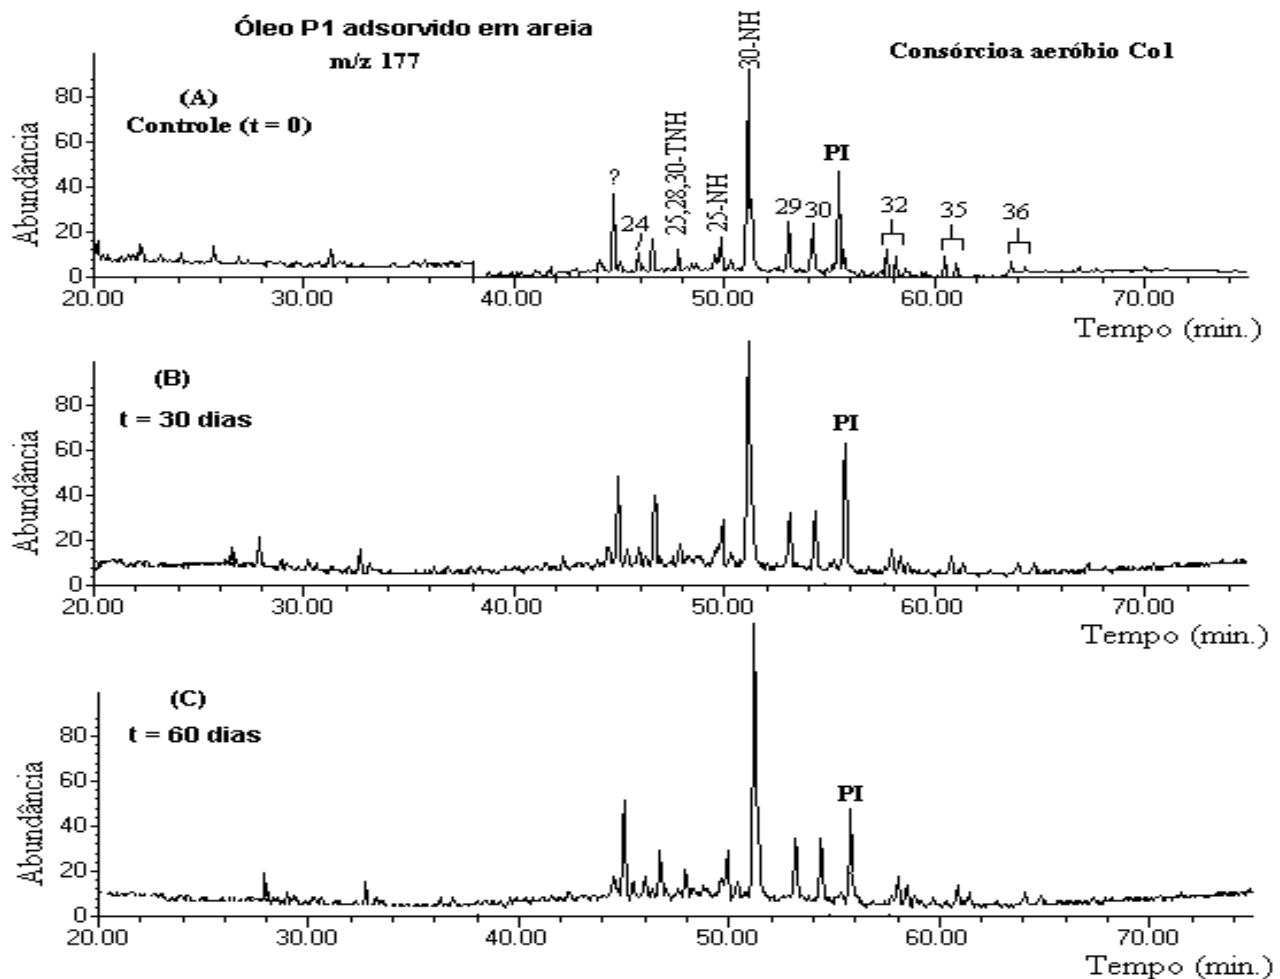 Óleo P1 adsorvido em areia
m/z 177
Consórcioa aeróbio Co1
(A)
Controle (t = 0)
Abundância
80
60
40
20
0
?
24
25,28,30-TNH
25-NH
30-NH
29
30
PI
32
35
36
20.00 30.00 40.00 50.00 60.00 70.00
Tempo (min.)
(B)
t = 30 dias
Abundância
80
60
40
20
0
PI
20.00 30.00 40.00 50.00 60.00 70.00
Tempo (min.)
(C)
t = 60 dias
Abundância
80
60
40
20
0
PI
20.00 30.00 40.00 50.00 60.00 70.00
Tempo (min.)